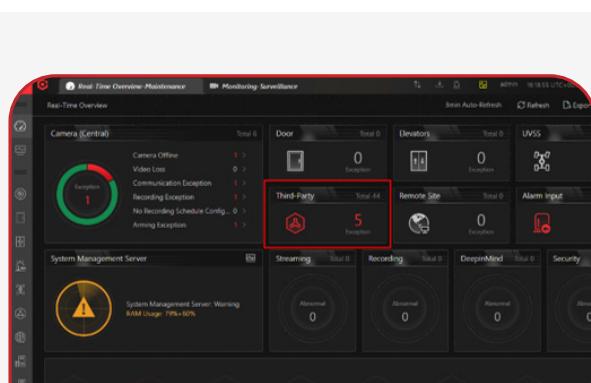 Real-Time Overview-Maintenance Monitoring-Surveillance admin
Real-Time Overview 8min Auto-Refresh Refresh Export
Camera (Central) Total 6
Exception
1
Camera Offline 1 >
Video Loss 0 >
Communication Exception 1 >
Recording Exception 1 >
No Recording Schedule Config... 0 >
Arming Exception 1 >
Door Total 0
0
Exception
Elevators Total 0
0
Exception
UVSS
Third-Party Total 44
5
Exception
Remote Site Total 0
0
Exception
Alarm Input
System Management Server
System Management Server: Warning
RAM Usage: 79%>60%
Streaming Total 0
Abnormal
0
Recording Total 0
Abnormal
0
DeepinMind Total 0
Abnormal
0
Security